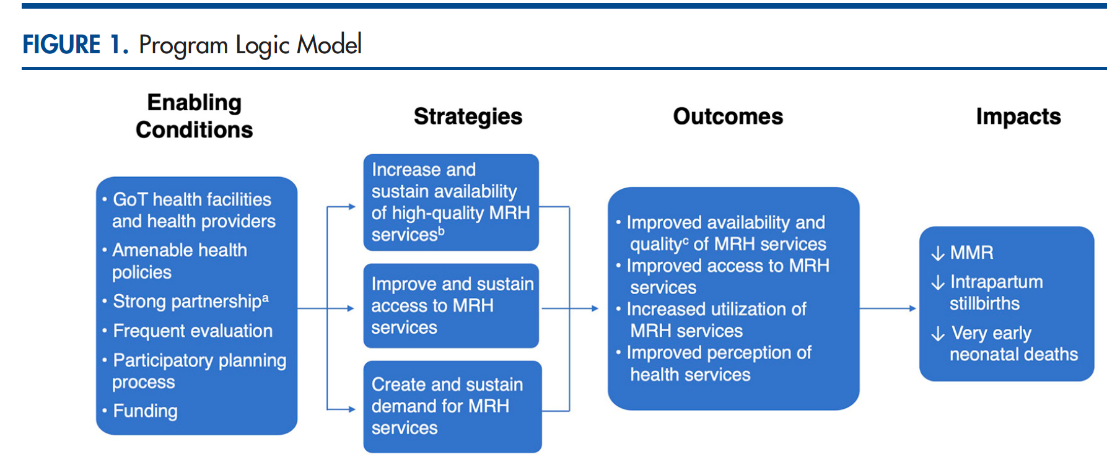 FIGURE 1. Program Logic Model
Enabling
Conditions
Strategies
Outcomes
Impacts
• GoT health facilities
and health providers
• Amenable health
policies
• Strong partnershipᵃ
• Frequent evaluation
• Participatory planning
process
• Funding
Increase and
sustain availability
of high-quality MRH
servicesᵇ
Improve and sustain
access to MRH
services
Create and sustain
demand for MRH
services
• Improved availability and
qualityᶜ of MRH services
• Improved access to MRH
services
• Increased utilization of
MRH services
• Improved perception of
health services
↓ MMR
↓ Intrapartum
stillbirths
↓ Very early
neonatal deaths